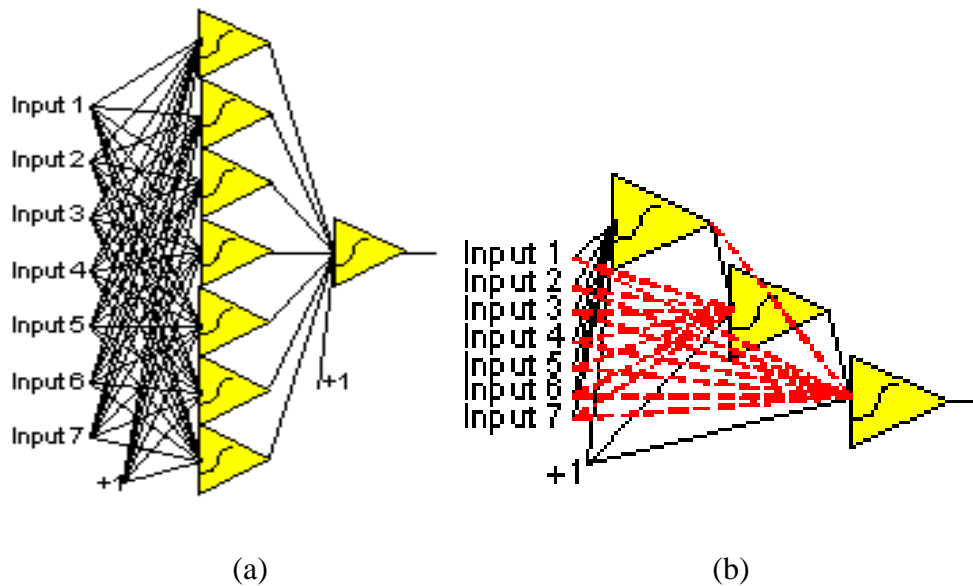 Input 1
Input 2
Input 3
Input 4
Input 5
Input 6
Input 7
+1
+1
(a)
Input 1
Input 2
Input 3
Input 4
Input 5
Input 6
Input 7
+1
(b)